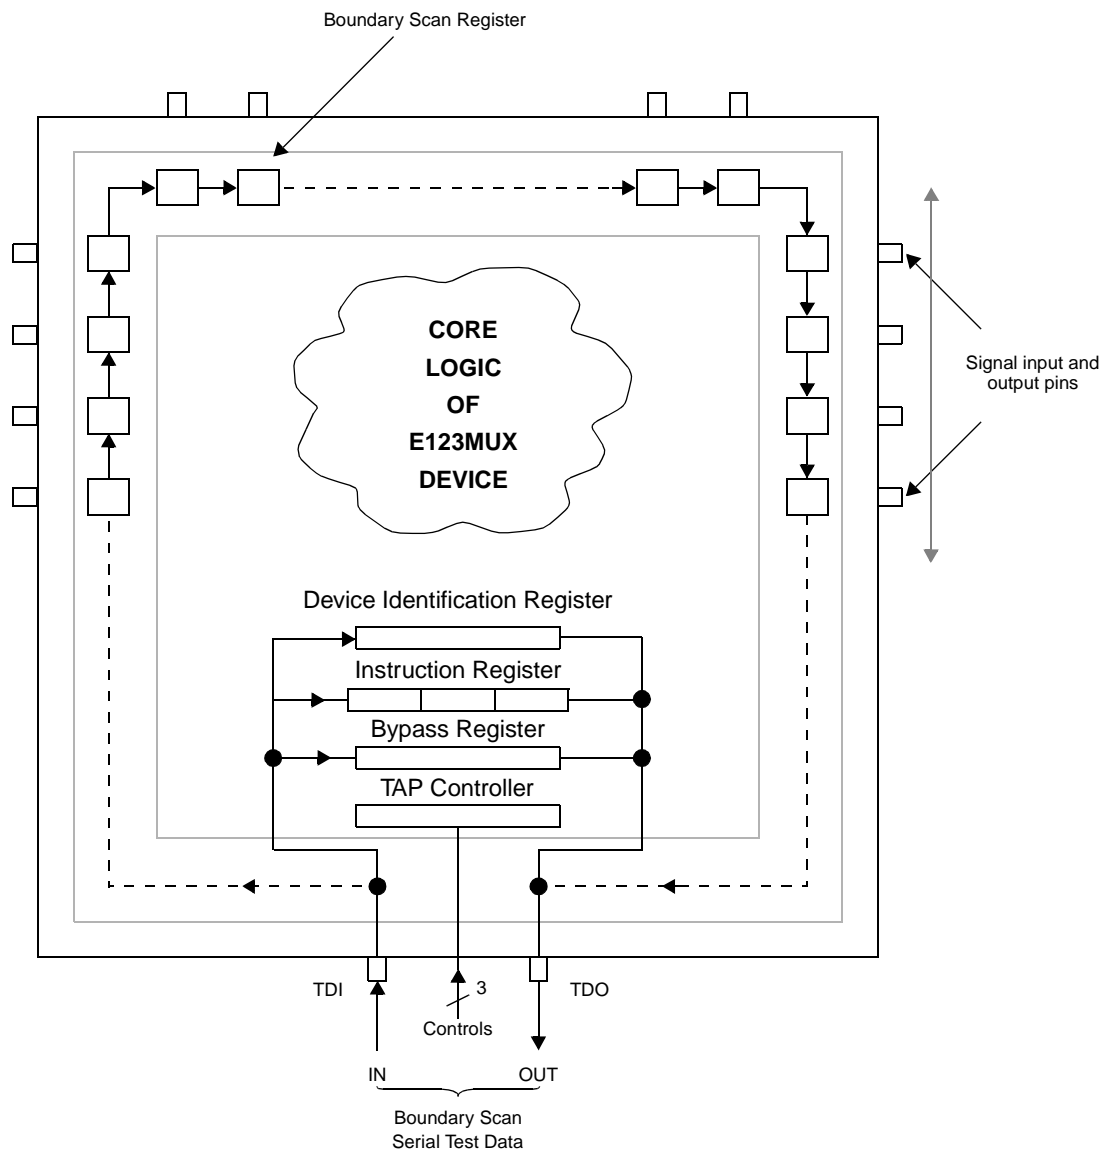 Boundary Scan Register
CORE
LOGIC
OF
E123MUX
DEVICE
Signal input and
output pins
Device Identification Register
Instruction Register
Bypass Register
TAP Controller
TDI
3
TDO
Controls
IN
OUT
Boundary Scan
Serial Test Data